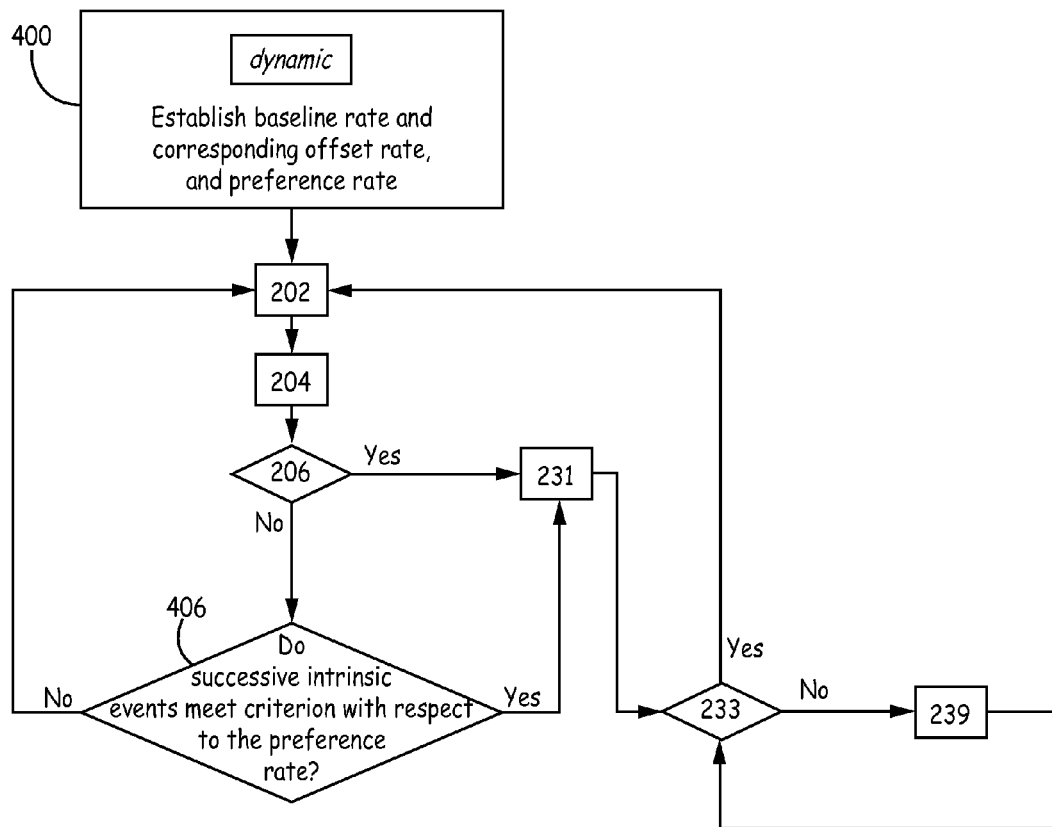 400
dynamic
Establish baseline rate and
corresponding offset rate,
and preference rate
202
204
206
Yes
231
No
406
Do
successive intrinsic
events meet criterion with respect
to the preference
rate?
No
Yes
Yes
233
No
239